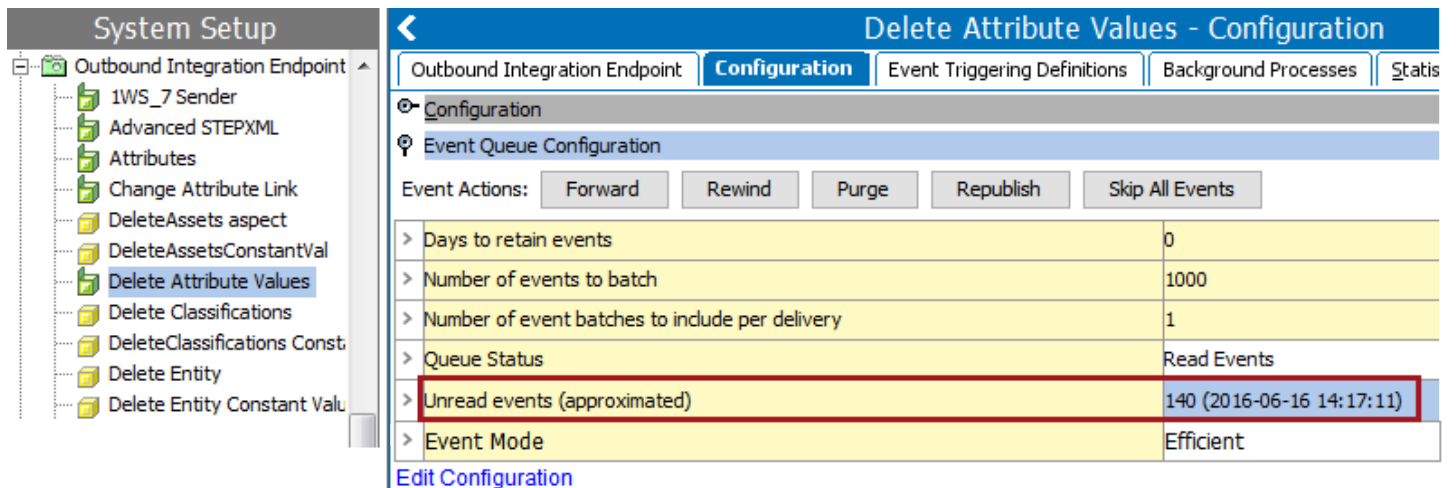 System Setup
Outbound Integration Endpoint
1WS_7 Sender
Advanced STEPXML
Attributes
Change Attribute Link
DeleteAssets aspect
DeleteAssetsConstantVal
Delete Attribute Values
Delete Classifications
DeleteClassifications Const
Delete Entity
Delete Entity Constant Valu
Delete Attribute Values - Configuration
Outbound Integration Endpoint Configuration Event Triggering Definitions Background Processes Statis
Configuration
Event Queue Configuration
Event Actions: Forward Rewind Purge Republish Skip All Events
> Days to retain events 0
> Number of events to batch 1000
> Number of event batches to include per delivery 1
> Queue Status Read Events
> Unread events (approximated) 140 (2016-06-16 14:17:11)
> Event Mode Efficient
Edit Configuration